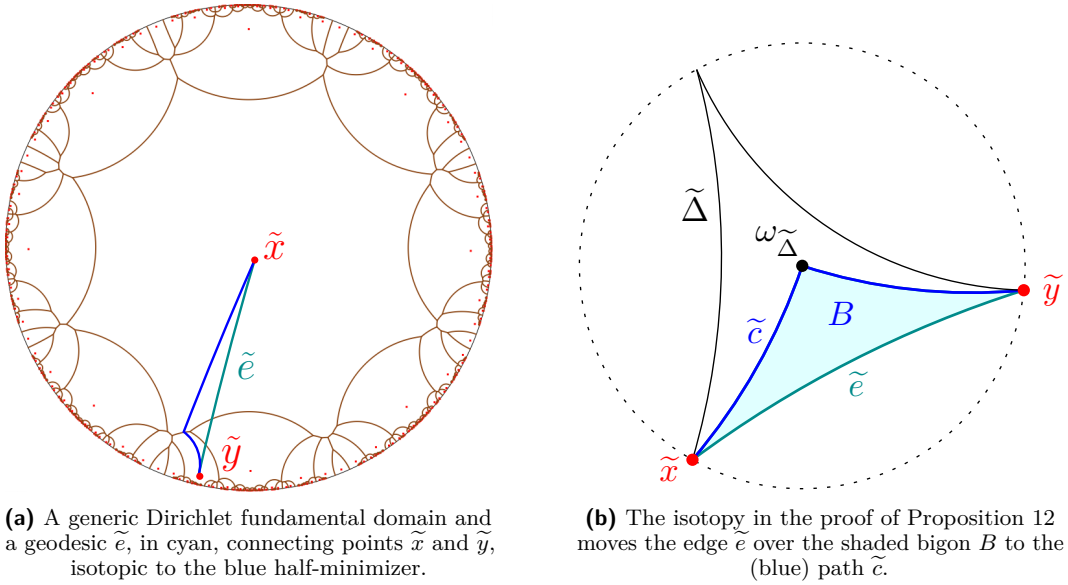 x̃
ẽ
ỹ
(a) A generic Dirichlet fundamental domain and
a geodesic ẽ, in cyan, connecting points x̃ and ỹ,
isotopic to the blue half-minimizer.
Δ̃
ω_Δ̃
B
c̃
ỹ
ẽ
x̃
(b) The isotopy in the proof of Proposition 12
moves the edge ẽ over the shaded bigon B to the
(blue) path c̃.